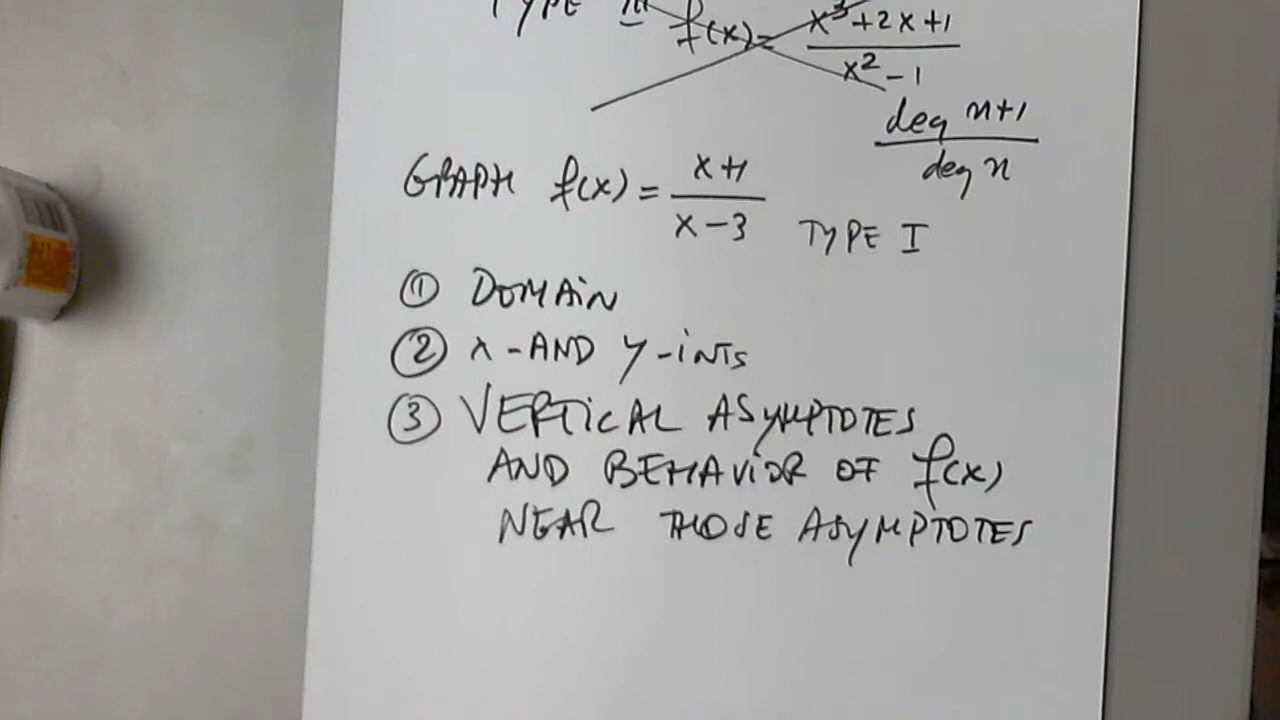 TYPE III f(x) = x³+2x+1 / x²-1
deg n+1 / deg n
GRAPH f(x) = x+1 / x-3 TYPE I
① DOMAIN
② x-AND y-iNTS
③ VERTICAL ASYMPTOTES
AND BEHAVIOR OF f(x)
NEAR THOSE ASYMPTOTES